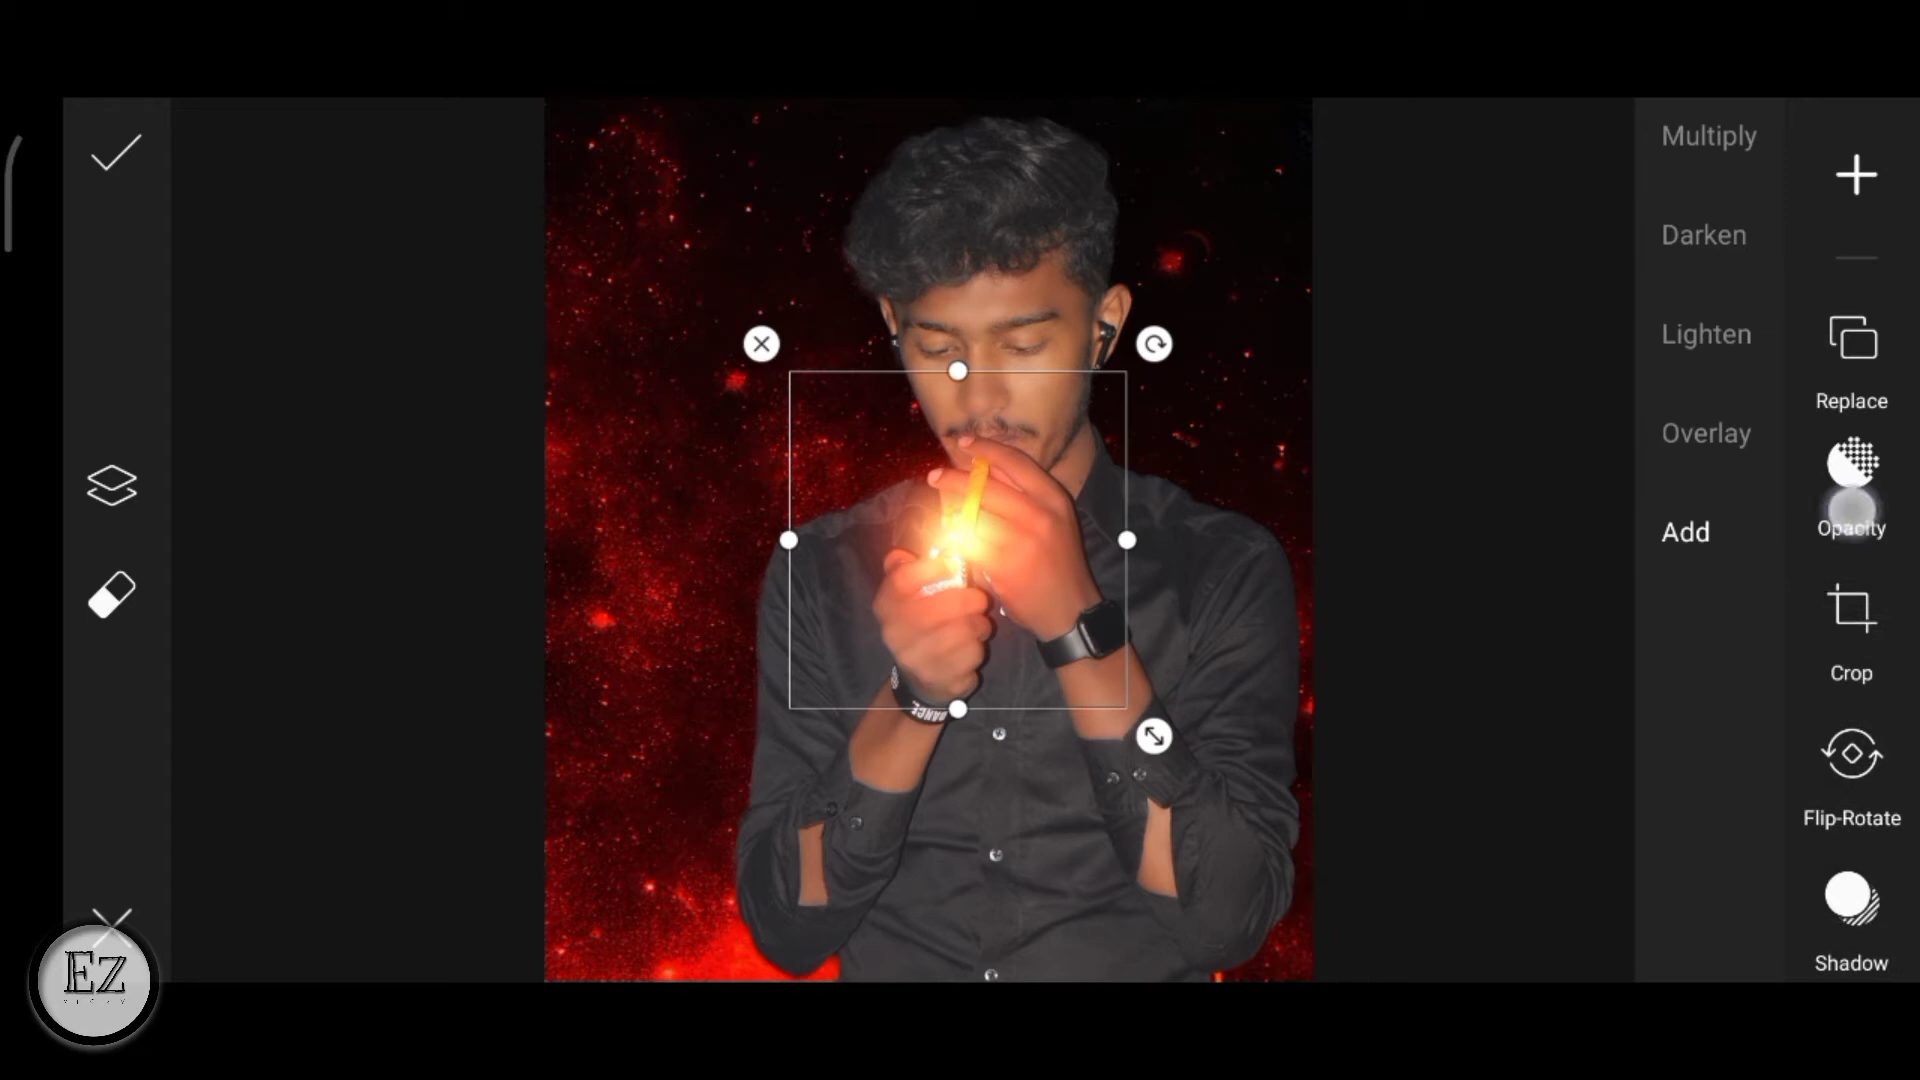 Multiply
Darken
Lighten
Overlay
Add
Replace
Opacity
Crop
Flip-Rotate
Shadow
EZ